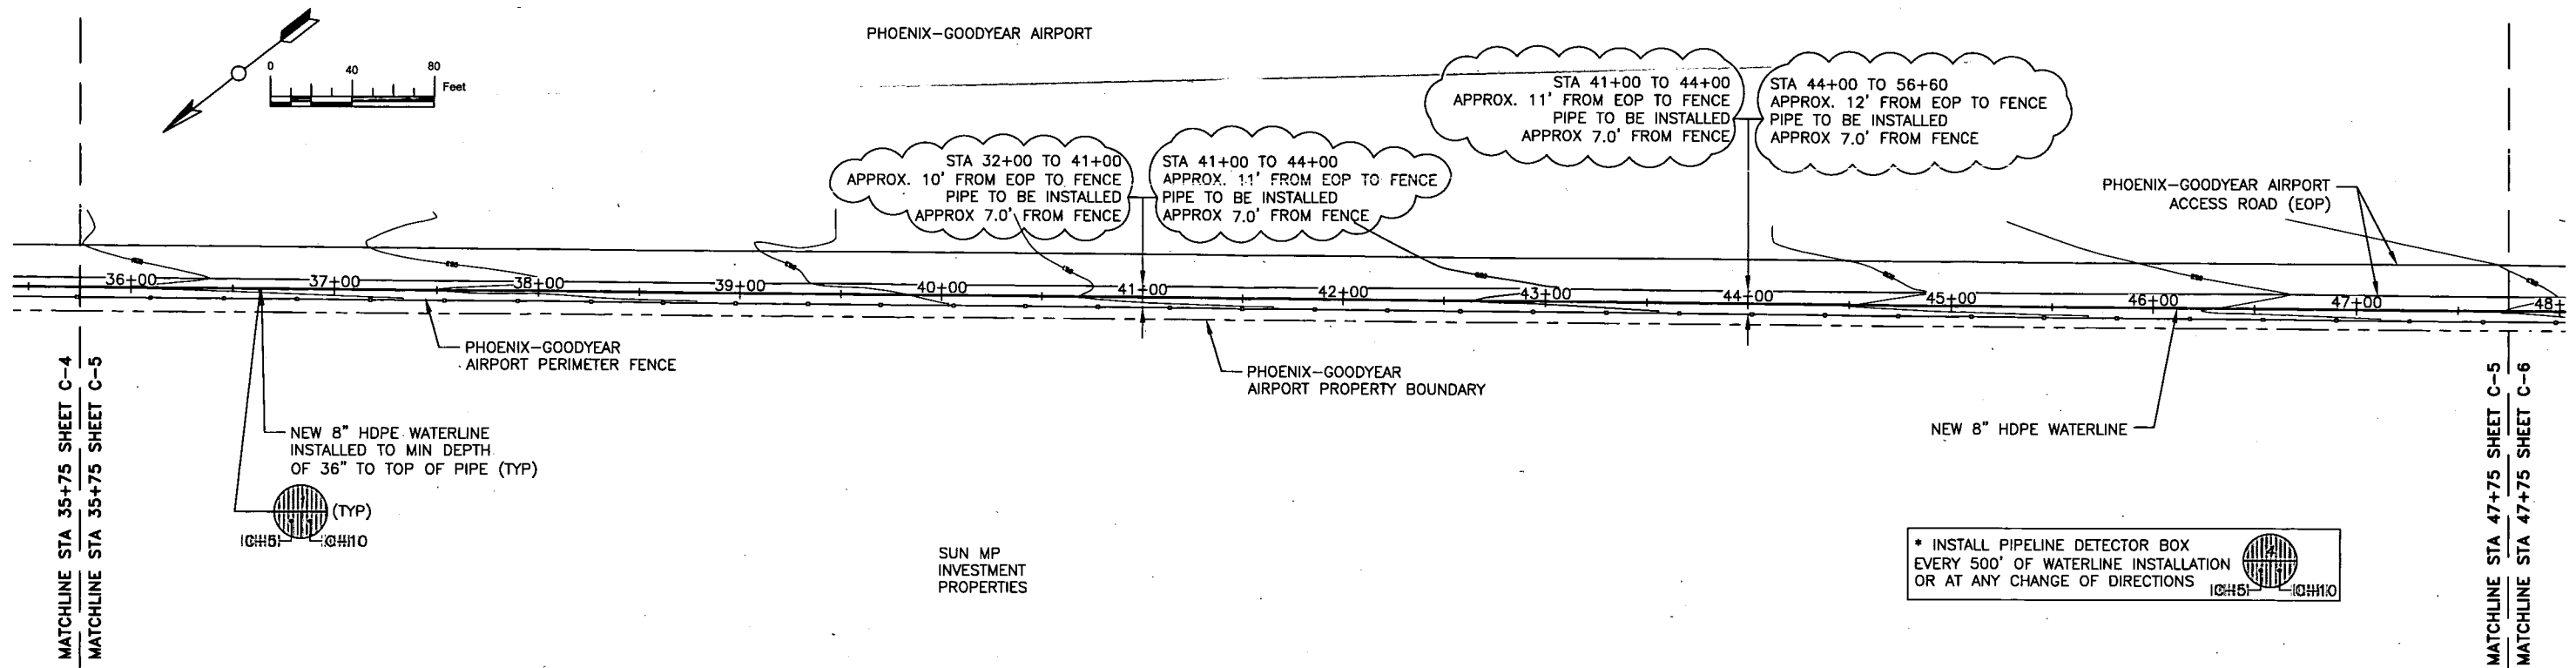 PHOENIX-GOODYEAR AIRPORT
0 40 80
Feet
STA 41+00 TO 44+00
APPROX. 11' FROM EOP TO FENCE
PIPE TO BE INSTALLED
APPROX 7.0' FROM FENCE
STA 44+00 TO 56+60
APPROX. 12' FROM EOP TO FENCE
PIPE TO BE INSTALLED
APPROX 7.0' FROM FENCE
STA 32+00 TO 41+00
APPROX. 10' FROM EOP TO FENCE
PIPE TO BE INSTALLED
APPROX 7.0' FROM FENCE
STA 41+00 TO 44+00
APPROX. 11' FROM EOP TO FENCE
PIPE TO BE INSTALLED
APPROX 7.0' FROM FENCE
PHOENIX-GOODYEAR AIRPORT
ACCESS ROAD (EOP)
36+00 37+00 38+00 39+00 40+00 41+00 42+00 43+00 44+00 45+00 46+00 47+00 48+
PHOENIX-GOODYEAR
AIRPORT PERIMETER FENCE
PHOENIX-GOODYEAR
AIRPORT PROPERTY BOUNDARY
NEW 8" HDPE WATERLINE
INSTALLED TO MIN DEPTH
OF 36" TO TOP OF PIPE (TYP)
(TYP)
NEW 8" HDPE WATERLINE
SUN MP
INVESTMENT
PROPERTIES
* INSTALL PIPELINE DETECTOR BOX
EVERY 500' OF WATERLINE INSTALLATION
OR AT ANY CHANGE OF DIRECTIONS
4
MATCHLINE STA 35+75 SHEET C-4
MATCHLINE STA 35+75 SHEET C-5
MATCHLINE STA 47+75 SHEET C-5
MATCHLINE STA 47+75 SHEET C-6